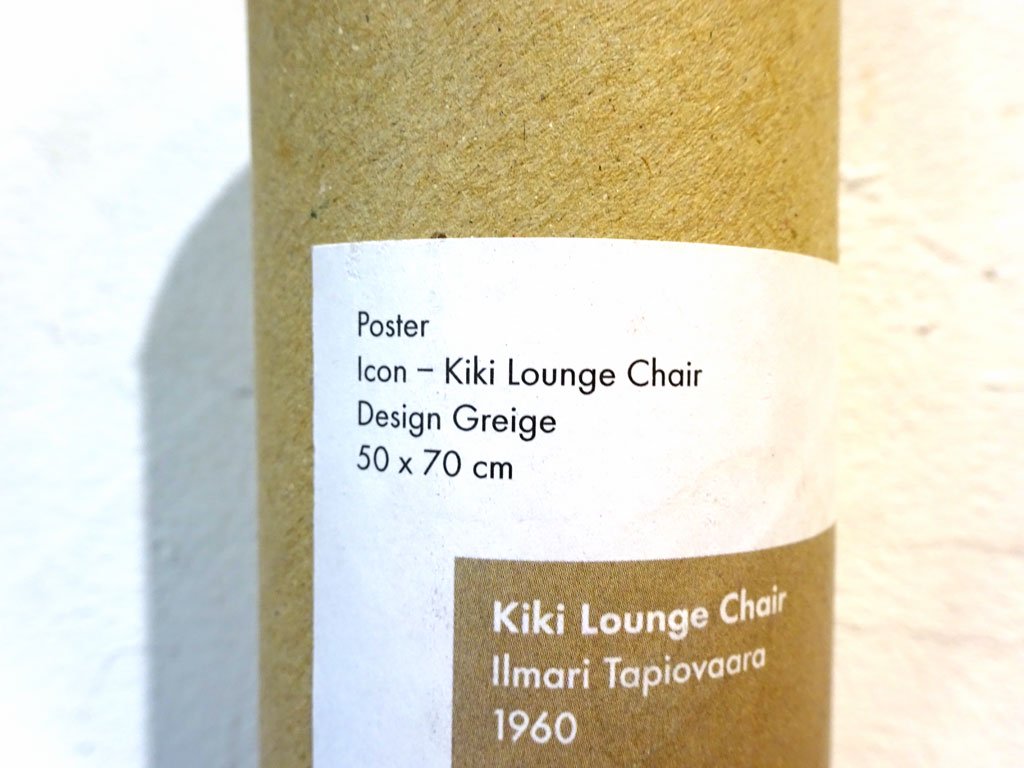 Poster
Icon – Kiki Lounge Chair
Design Greige
50 x 70 cm
Kiki Lounge Chair
Ilmari Tapiovaara
1960